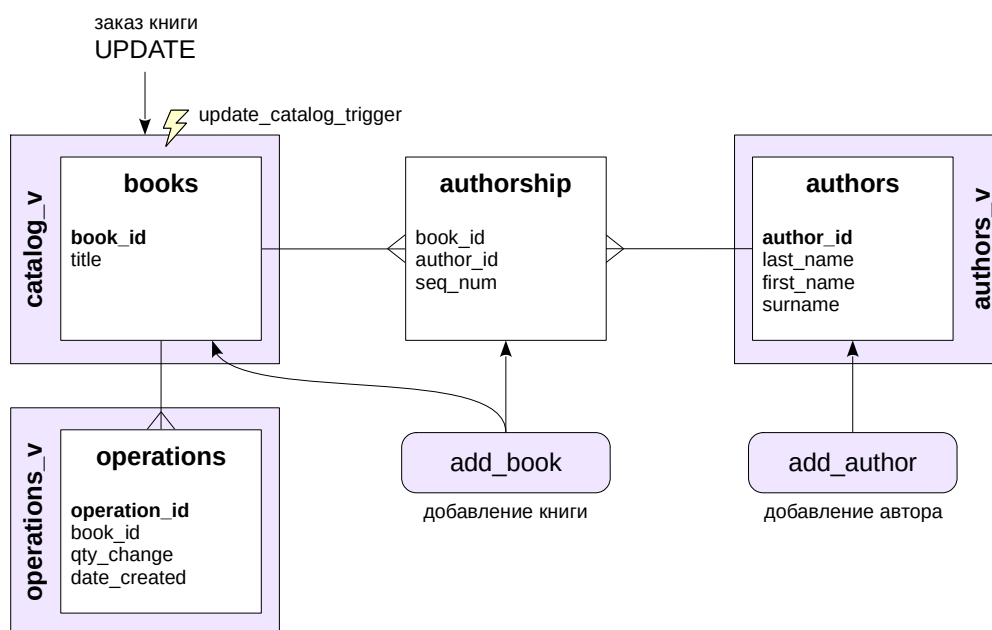 заказ книги
UPDATE
update_catalog_trigger
catalog_v
books
book_id
title
authorship
book_id
author_id
seq_num
authors
author_id
last_name
first_name
surname
authors_v
operations_v
operations
operation_id
book_id
qty_change
date_created
add_book
добавление книги
add_author
добавление автора